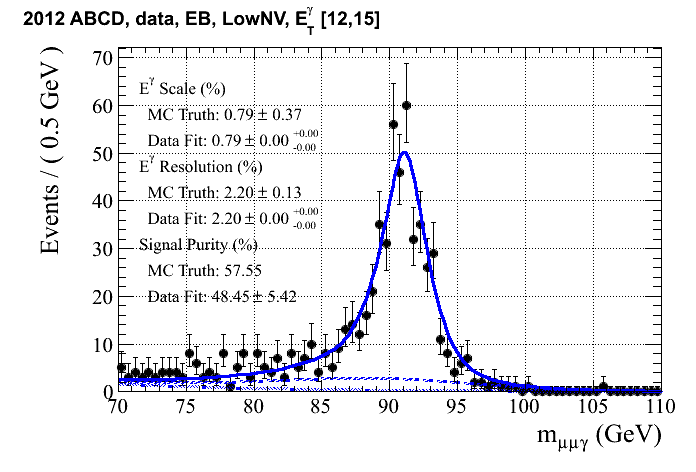 2012 ABCD, data, EB, LowNV, E_T^γ [12,15]
Events / ( 0.5 GeV )
70
60
50
40
30
20
10
0
E^γ Scale (%)
MC Truth: 0.79 ± 0.37
Data Fit: 0.79 ± 0.00 +0.00 -0.00
E^γ Resolution (%)
MC Truth: 2.20 ± 0.13
Data Fit: 2.20 ± 0.00 +0.00 -0.00
Signal Purity (%)
MC Truth: 57.55
Data Fit: 48.45 ± 5.42
70 75 80 85 90 95 100 105 110
m_μμγ (GeV)